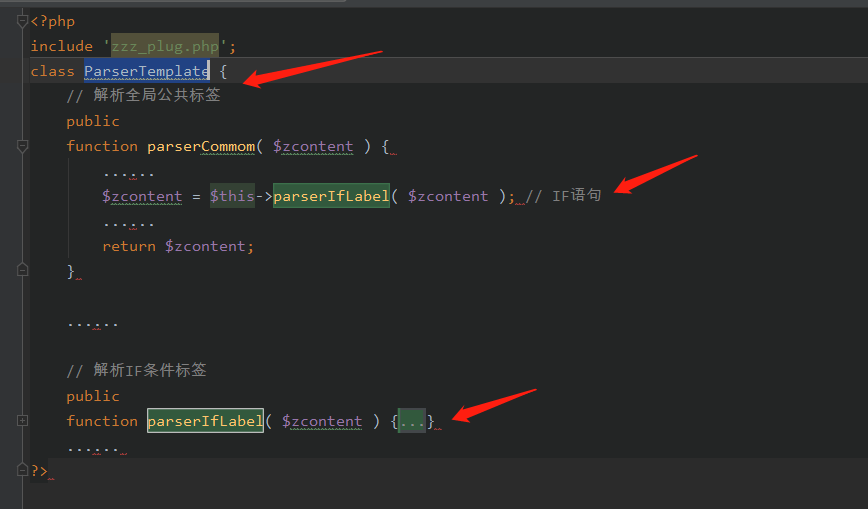 <?php
include 'zzz_plug.php';
class ParserTemplate {
// 解析全局公共标签
public
function parserCommom( $zcontent ) {
......
$zcontent = $this->parserIfLabel( $zcontent ); // IF语句
......
return $zcontent;
}
......
// 解析IF条件标签
public
function parserIfLabel( $zcontent ) {...}
......
?>